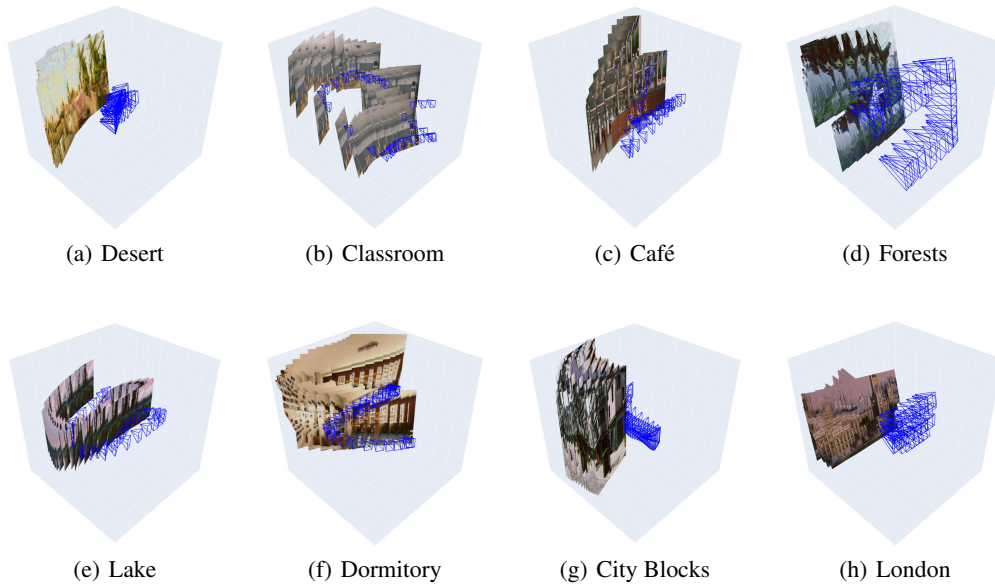 (a) Desert
(b) Classroom
(c) Café
(d) Forests
(e) Lake
(f) Dormitory
(g) City Blocks
(h) London